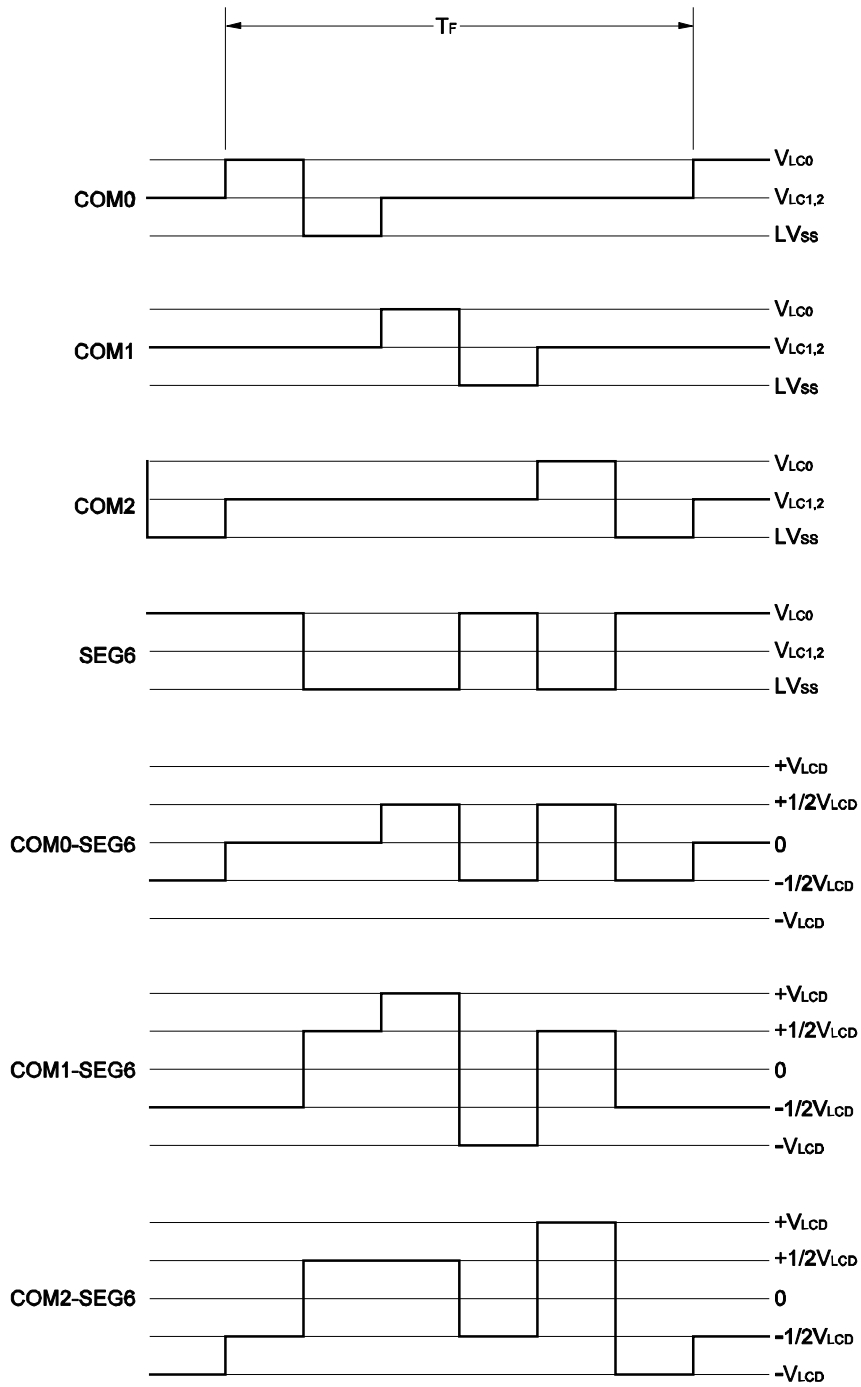 TF
VLC0
COM0
VLC1,2
LVSS
VLC0
COM1
VLC1,2
LVSS
VLC0
COM2
VLC1,2
LVSS
VLC0
SEG6
VLC1,2
LVSS
+VLCD
+1/2VLCD
COM0-SEG6
0
-1/2VLCD
-VLCD
+VLCD
+1/2VLCD
COM1-SEG6
0
-1/2VLCD
-VLCD
+VLCD
+1/2VLCD
COM2-SEG6
0
-1/2VLCD
-VLCD